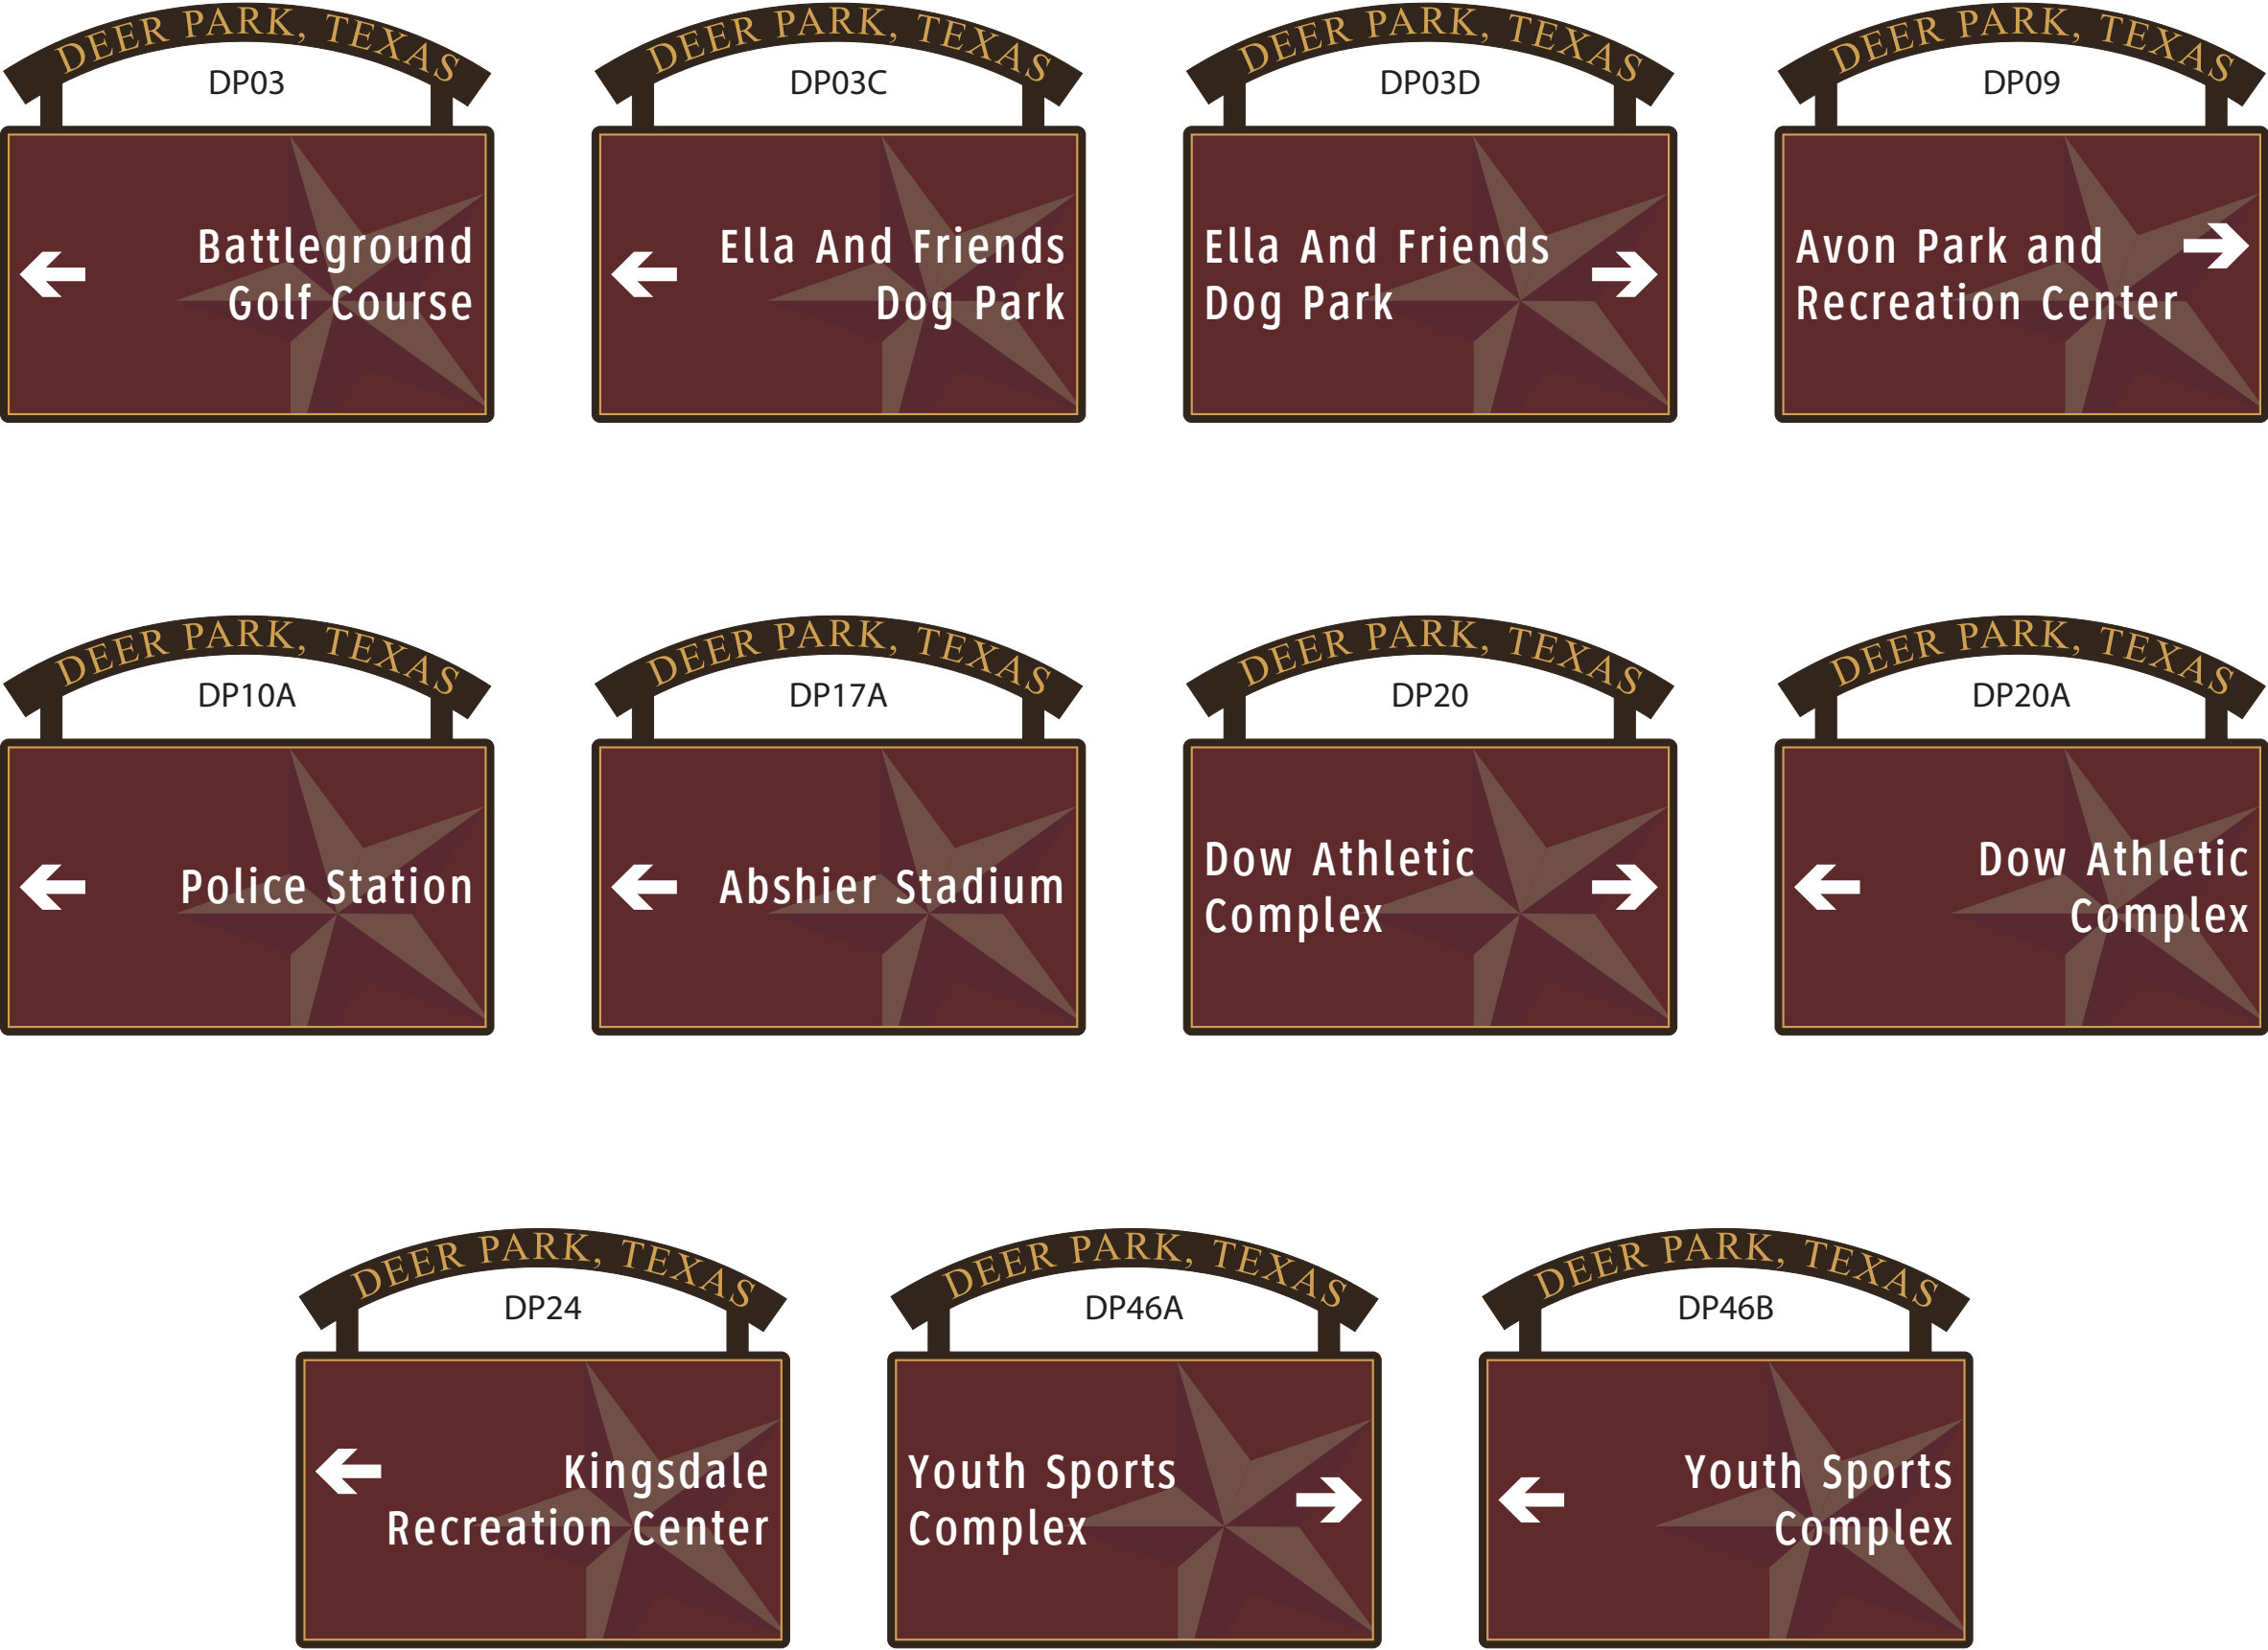 DEER PARK, TEXAS
DP03
Battleground
Golf Course
DEER PARK, TEXAS
DP03C
Ella And Friends
Dog Park
DEER PARK, TEXAS
DP03D
Ella And Friends
Dog Park
DEER PARK, TEXAS
DP09
Avon Park and
Recreation Center
DEER PARK, TEXAS
DP10A
Police Station
DEER PARK, TEXAS
DP17A
Abshier Stadium
DEER PARK, TEXAS
DP20
Dow Athletic
Complex
DEER PARK, TEXAS
DP20A
Dow Athletic
Complex
DEER PARK, TEXAS
DP24
Kingsdale
Recreation Center
DEER PARK, TEXAS
DP46A
Youth Sports
Complex
DEER PARK, TEXAS
DP46B
Youth Sports
Complex